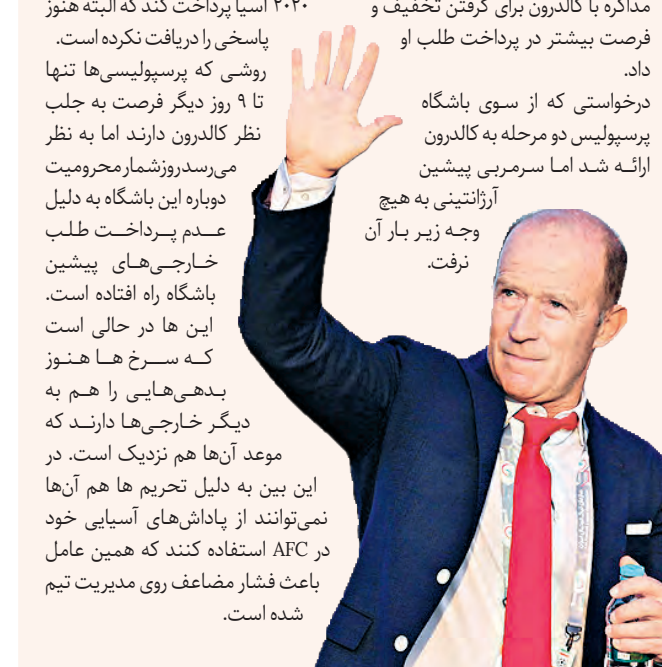 مذاکره با کالدرون برای گرفتن تخفیف و
فرصت بیشتر در پرداخت طلب او
داد.
درخواستی که از سوی باشگاه
پرسپولیس دو مرحله به کالدرون
ارائه شد اما سرمربی پیشین
آرژانتینی به هیچ
وجه زیر بار آن
نرفت.
۲۰۲۰ آسیا پرداخت کند که البته هنوز
پاسخی را دریافت نکرده است.
روشی که پرسپولیسی‌ها تنها
تا ۹ روز دیگر فرصت به جلب
نظر کالدرون دارند اما به نظر
می‌رسدروزشمارمحرومیت
دوباره این باشگاه به دلیل
عدم پرداخت طلب
خارجی‌های پیشین
باشگاه راه افتاده است.
این ها در حالی است
که سرخ ها هنوز
بدهی‌هایی را هم به
دیگر خارجی‌ها دارند که
موعد آن‌ها هم نزدیک است. در
این بین به دلیل تحریم ها هم آن‌ها
نمی‌توانند از پاداش‌های آسیایی خود
در AFC استفاده کنند که همین عامل
باعث فشار مضاعف روی مدیریت تیم
شده است.